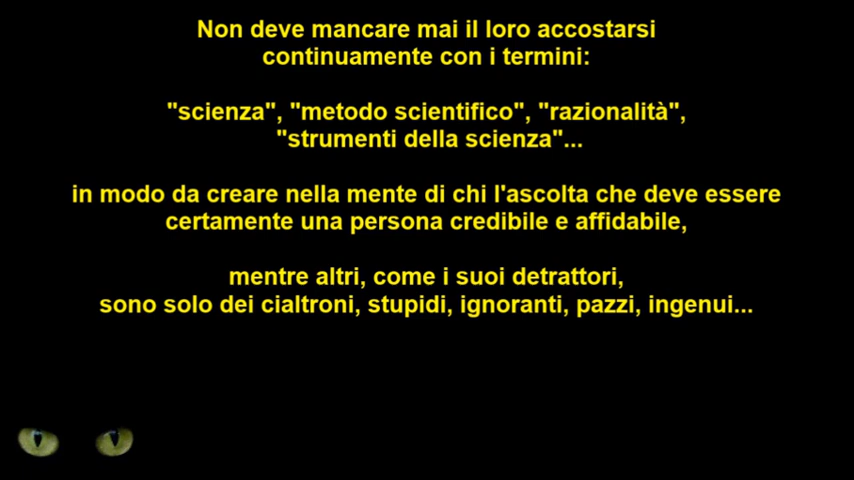 Non deve mancare mai il loro accostarsi
continuamente con i termini:
"scienza", "metodo scientifico", "razionalità",
"strumenti della scienza"...
in modo da creare nella mente di chi l'ascolta che deve essere
certamente una persona credibile e affidabile,
mentre altri, come i suoi detrattori,
sono solo dei cialtroni, stupidi, ignoranti, pazzi, ingenui...